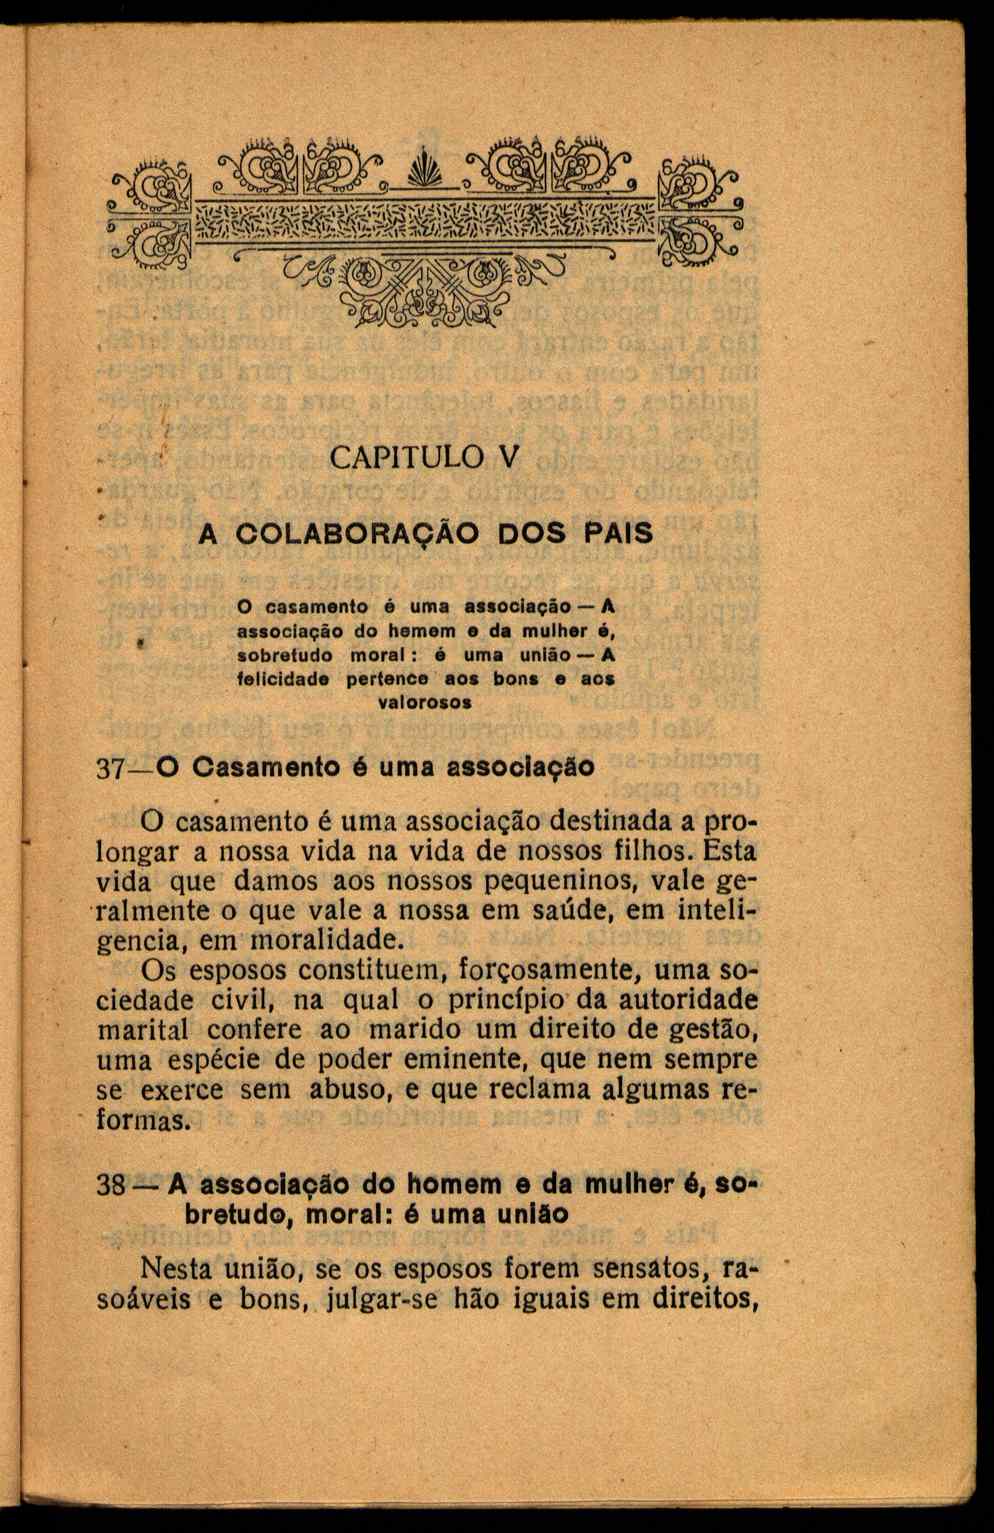 CAPITULO V
A COLABORAÇÃO DOS PAIS
O casamento é uma associação — A
associação do homem e da mulher é,
sobretudo moral : é uma união — A
felicidade pertence aos bons e aos
valorosos
37—O Casamento é uma associação
O casamento é uma associação destinada a pro-
longar a nossa vida na vida de nossos filhos. Esta
vida que damos aos nossos pequeninos, vale ge-
ralmente o que vale a nossa em saúde, em inteli-
gencia, em moralidade.
Os esposos constituem, forçosamente, uma so-
ciedade civil, na qual o princípio da autoridade
marital confere ao marido um direito de gestão,
uma espécie de poder eminente, que nem sempre
se exerce sem abuso, e que reclama algumas re-
formas.
38 — A associação do homem e da mulher é, so-
bretudo, moral: é uma união
Nesta união, se os esposos forem sensatos, ra-
soáveis e bons, julgar-se hão iguais em direitos,